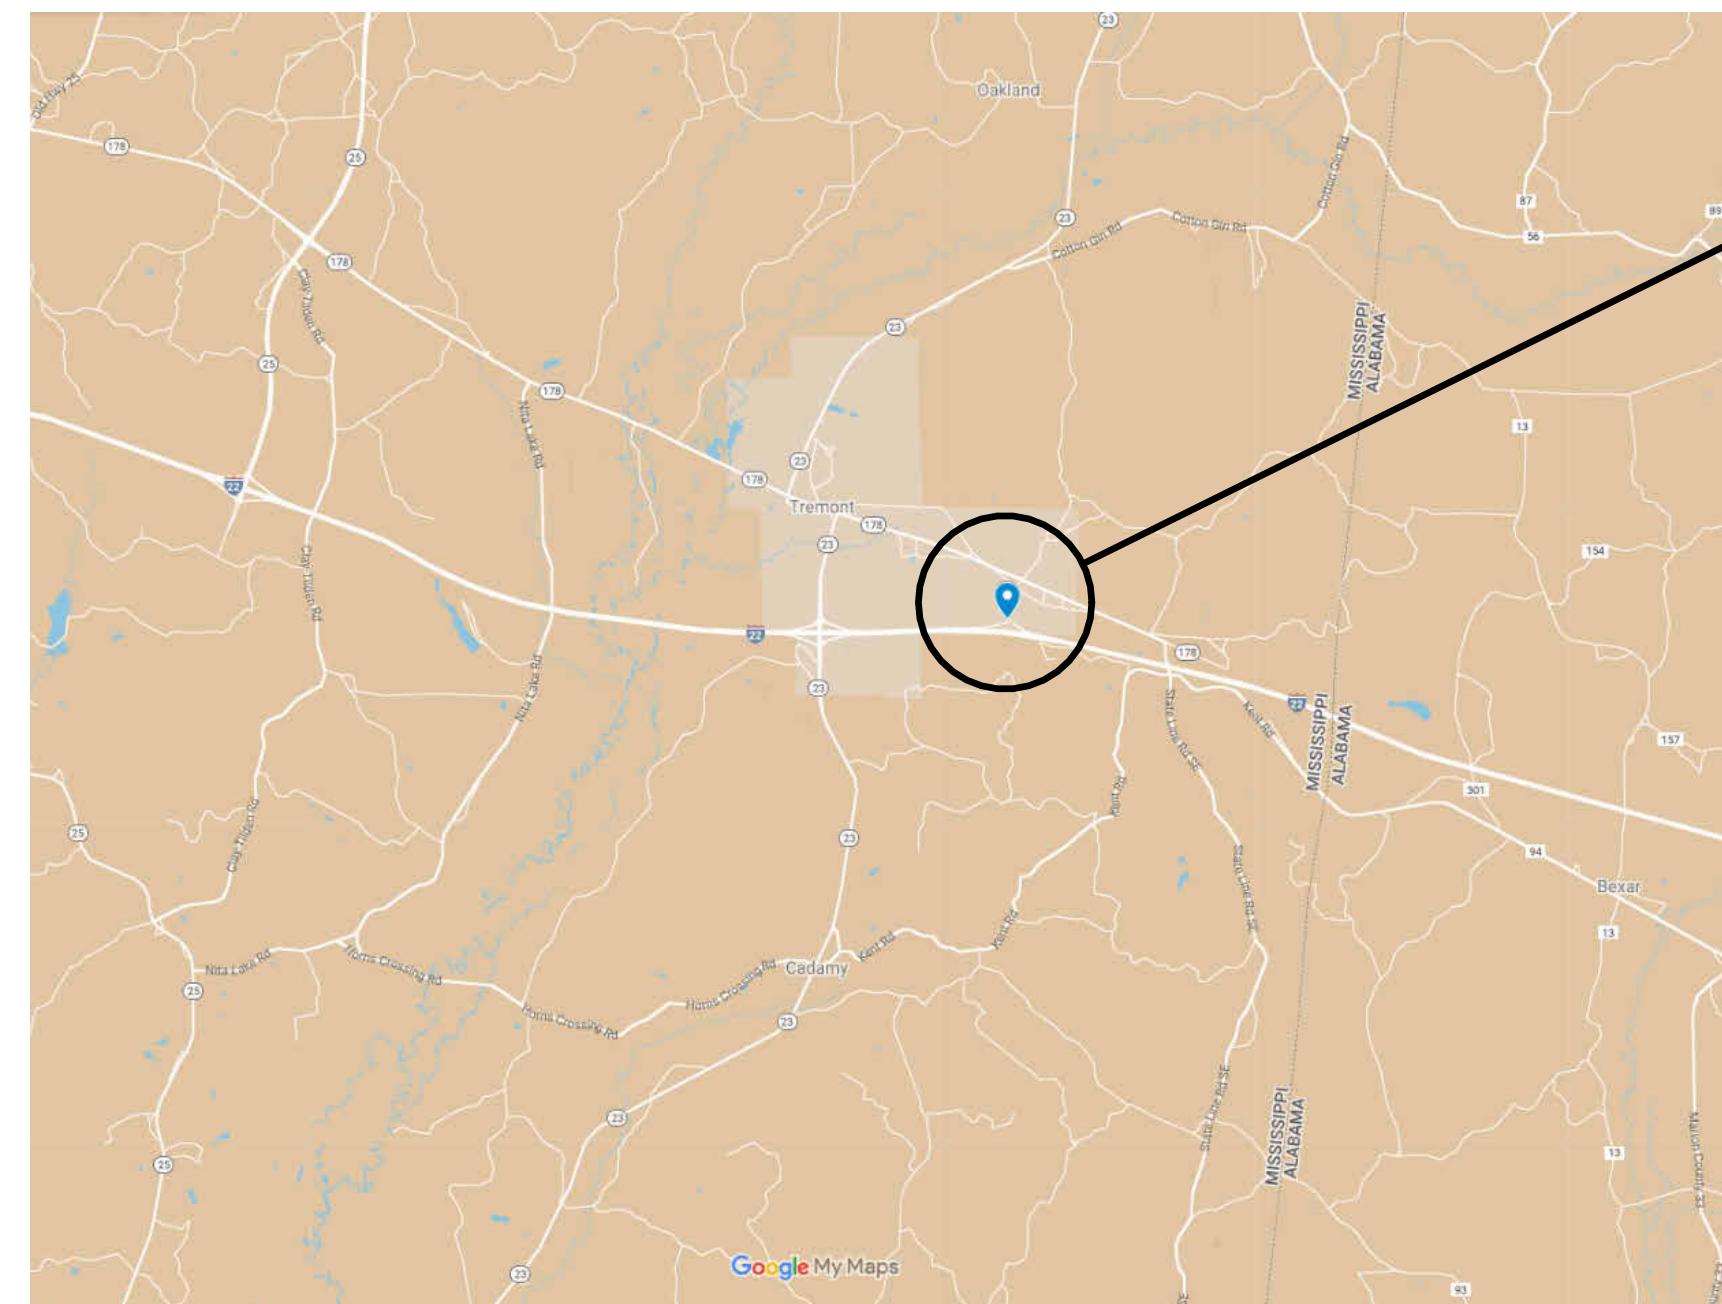 23
Oakland
Old Hwy 25
178
25
Cotton Gin Rd
87
89
23
Cotton Gin Rd
Cotton Gin Rd
56
178
Clay Tilden Rd
MISSISSIPPI
ALABAMA
23
25
178
Nita Lake Rd
13
23
178
22
Tremont
178
23
154
Clay Tilden Rd
22
178
Nita Lake Rd
23
State Line Rd SE
Kent Rd
22
MISSISSIPPI
ALABAMA
157
Kent Rd
301
25
Clay Tilden Rd
23
94
State Line Rd SE
Bexar
Kent Rd
Kent Rd
13
Nita Lake Rd
Horns Crossing Rd
Horns Crossing Rd
Cadamy
25
Horns Crossing Rd
23
State Line Rd SE
23
MISSISSIPPI
ALABAMA
Marion County 33
13
25
Google My Maps
23
93